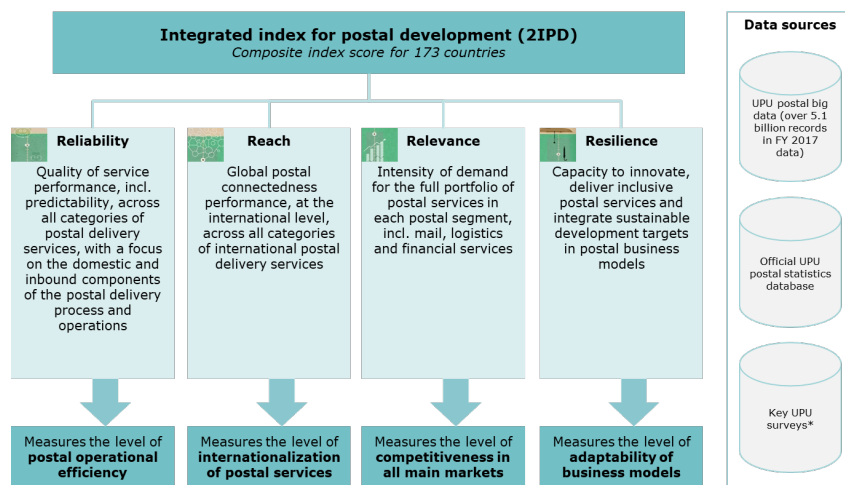 Integrated index for postal development (2IPD)
Composite index score for 173 countries
Reliability
Quality of service
performance, incl.
predictability, across
all categories of
postal delivery
services, with a focus
on the domestic and
inbound components
of the postal delivery
process and
operations
Measures the level of
postal operational
efficiency
Reach
Global postal
connectedness
performance, at the
international level,
across all categories
of international postal
delivery services
Measures the level of
internationalization
of postal services
Relevance
Intensity of demand
for the full portfolio of
postal services in
each postal segment,
incl. mail, logistics
and financial services
Measures the level of
competitiveness in
all main markets
Resilience
Capacity to innovate,
deliver inclusive
postal services and
integrate sustainable
development targets
in postal business
models
Measures the level of
adaptability of
business models
Data sources
UPU postal big
data (over 5.1
billion records
in FY 2017
data)
Official UPU
postal statistics
database
Key UPU
surveys*